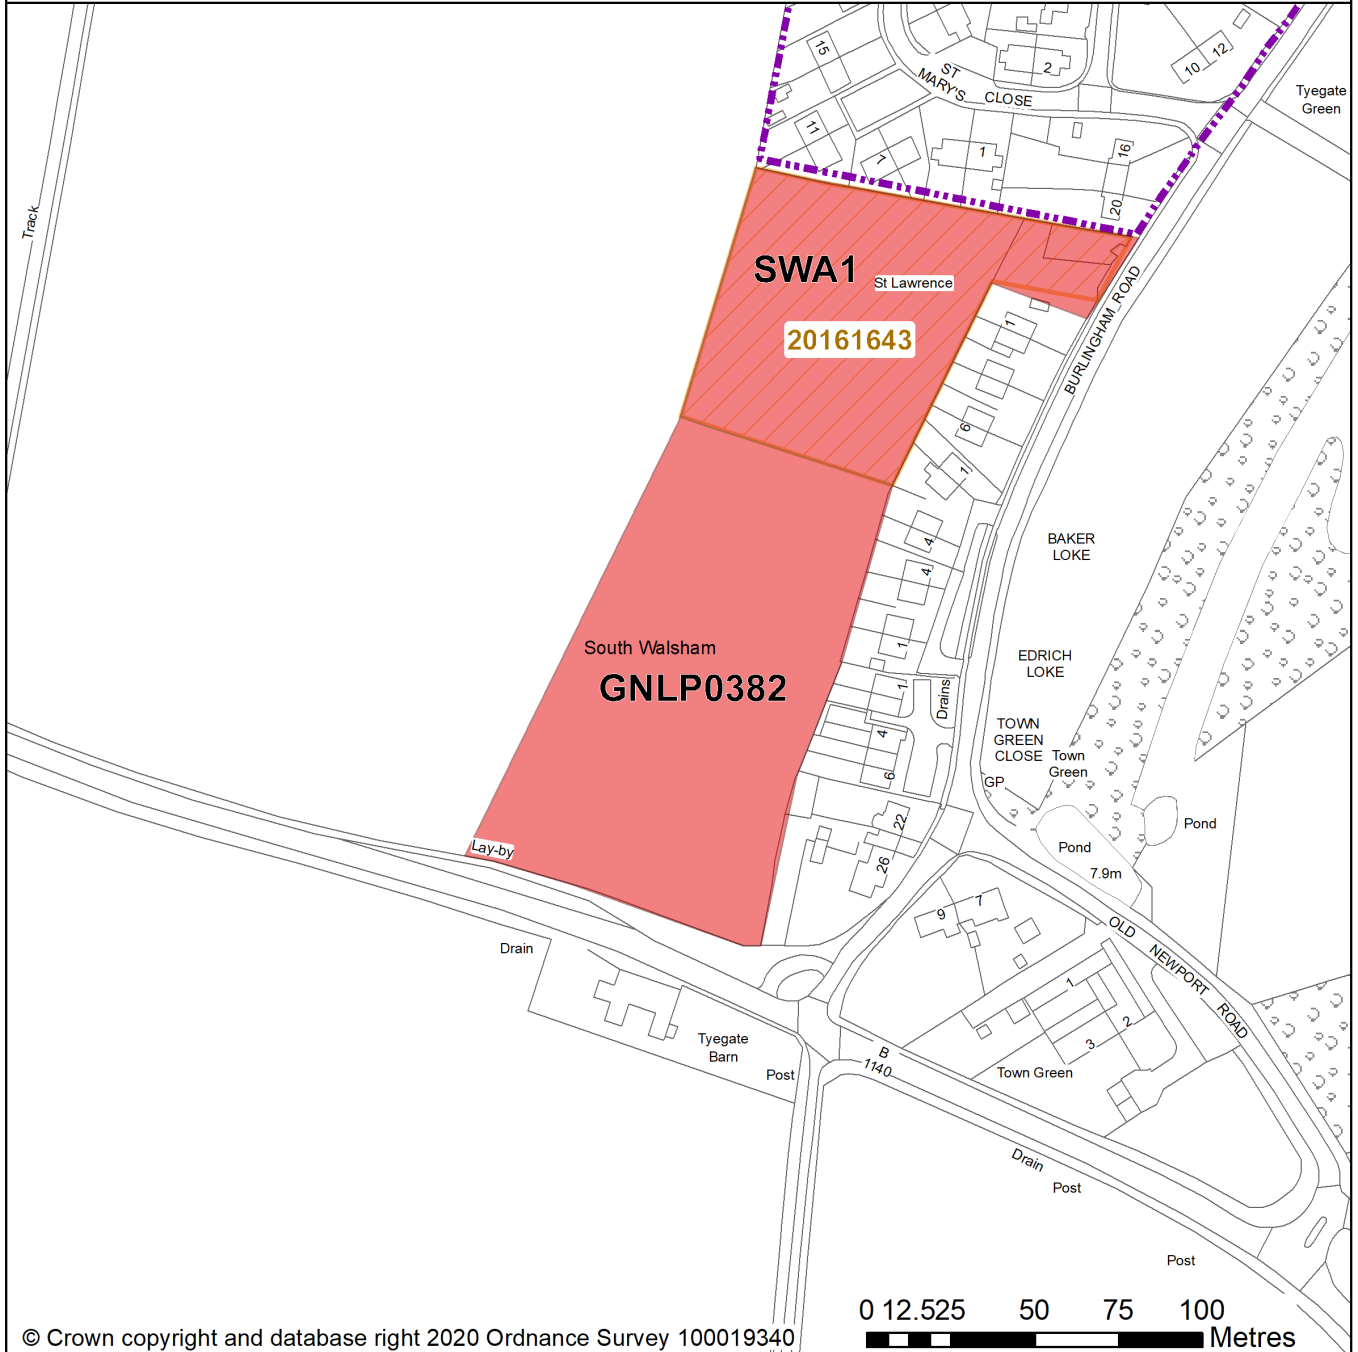 15
ST
MARY'S
CLOSE
2
10
12
Tyegate
Green
11
7
1
16
20
Track
SWA1
St Lawrence
20161643
BURLINGHAM ROAD
1
6
1
4
4
BAKER
LOKE
South Walsham
GNLP0382
1
1
EDRICH
LOKE
Drains
4
6
TOWN
GREEN
CLOSE
Town
Green
GP
22
26
Pond
Pond
7.9m
Lay-by
9
7
OLD NEWPORT ROAD
Drain
1
2
3
Tyegate
Barn
Post
B
1140
Town Green
Drain
Post
Post
0 12.525 50 75 100
Metres
© Crown copyright and database right 2020 Ordnance Survey 100019340